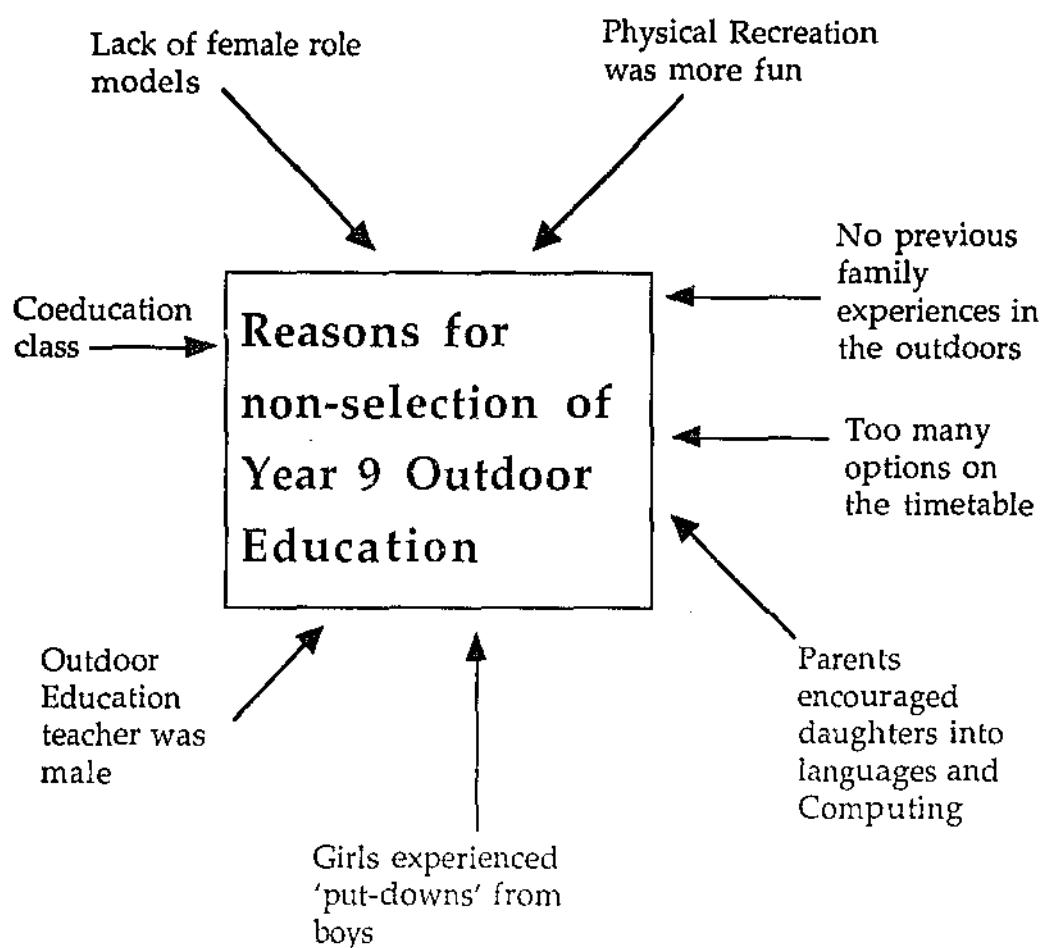 Lack of female role
models
Physical Recreation
was more fun
No previous
family
experiences in
the outdoors
Coeducation
class
Reasons for
non-selection of
Year 9 Outdoor
Education
Too many
options on
the timetable
Outdoor
Education
teacher was
male
Parents
encouraged
daughters into
languages and
Computing
Girls experienced
'put-downs' from
boys